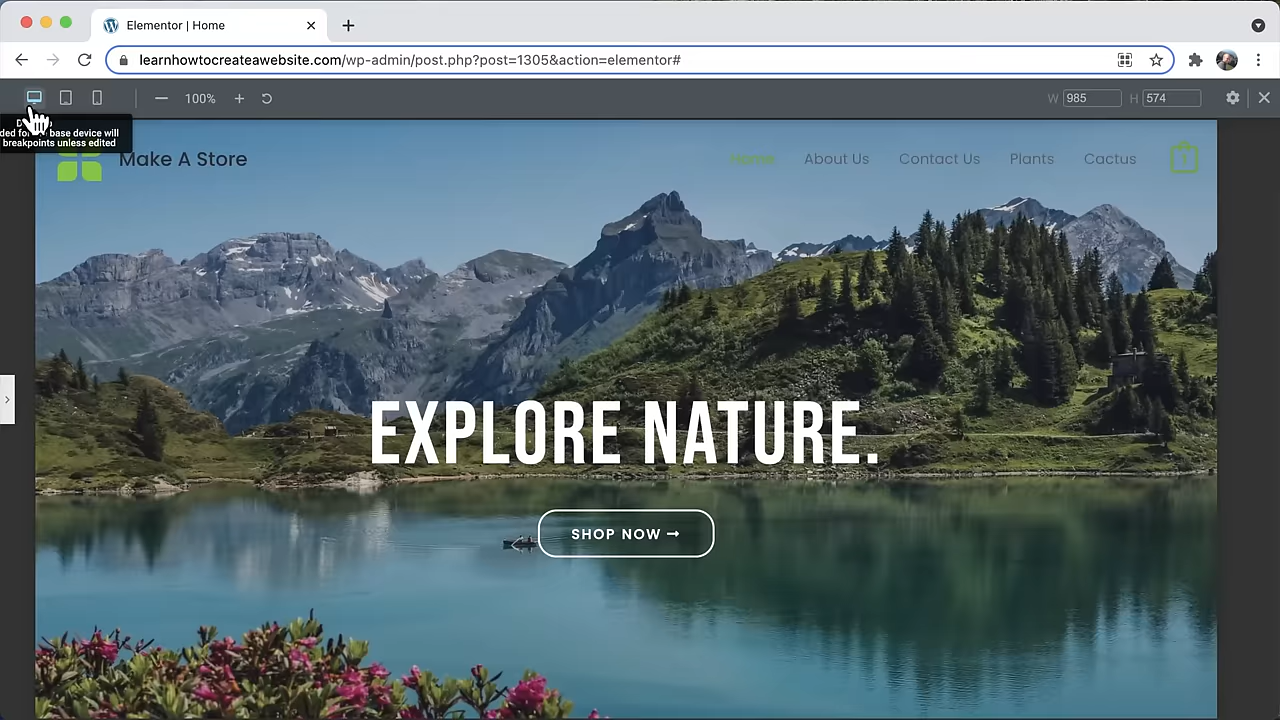 Elementor | Home
learnhowtocreateawebsite.com/wp-admin/post.php?post=1305&action=elementor#
100%
W 985 H 574
base device will
breakpoints unless edited
Make A Store
Home About Us Contact Us Plants Cactus 1
EXPLORE NATURE.
SHOP NOW →